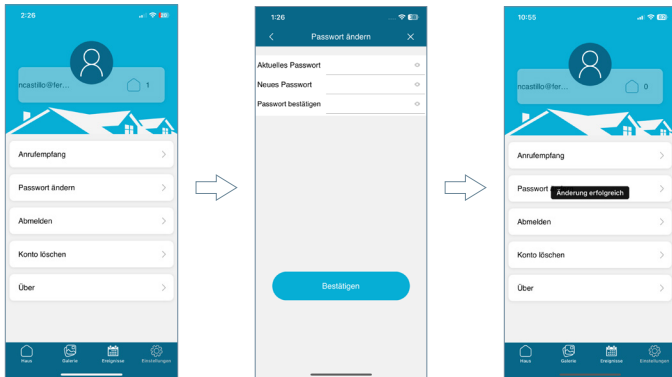 2:26
20
ncastillo@fer...
1
Anrufempfang
Passwort ändern
Abmelden
Konto löschen
Über
Haus
Galerie
Ereignisse
Einstellungen
1:26
Passwort ändern
Aktuelles Passwort
Neues Passwort
Passwort bestätigen
Bestätigen
10:55
ncastillo@fer...
0
Anrufempfang
Passwort
Änderung erfolgreich
Abmelden
Konto löschen
Über
Haus
Galerie
Ereignisse
Einstellungen